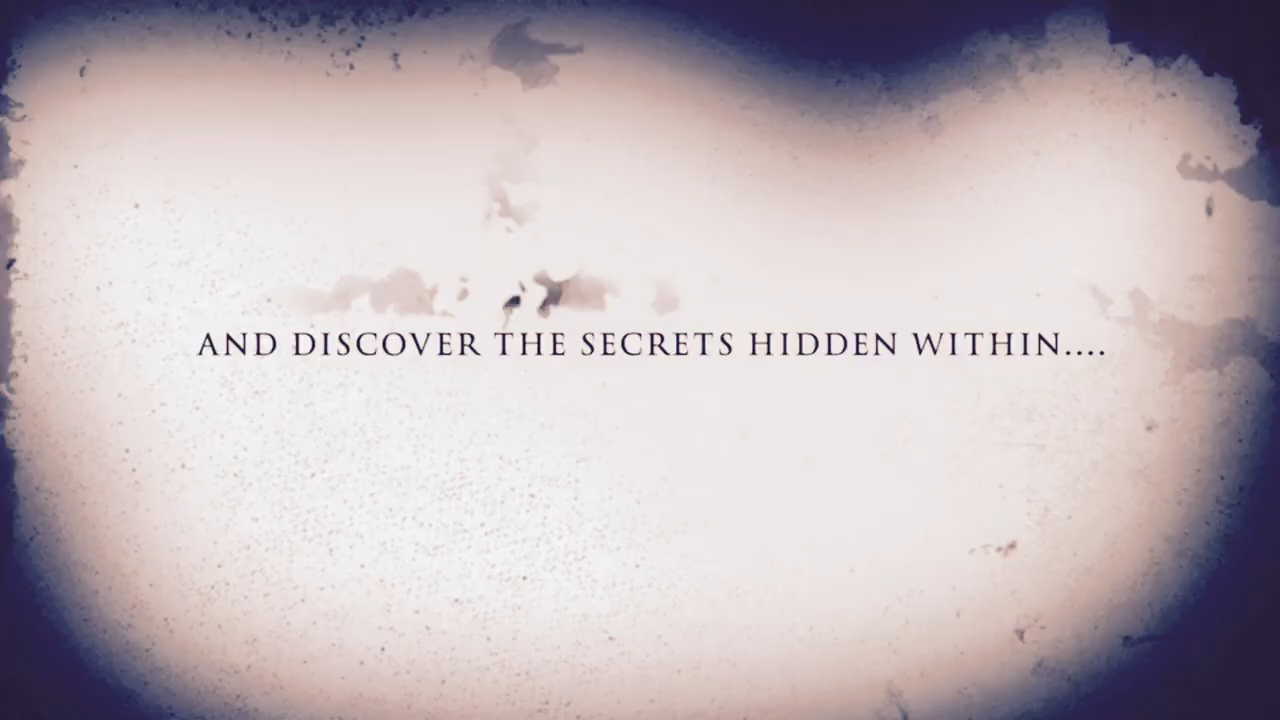 AND DISCOVER THE SECRETS HIDDEN WITHIN....